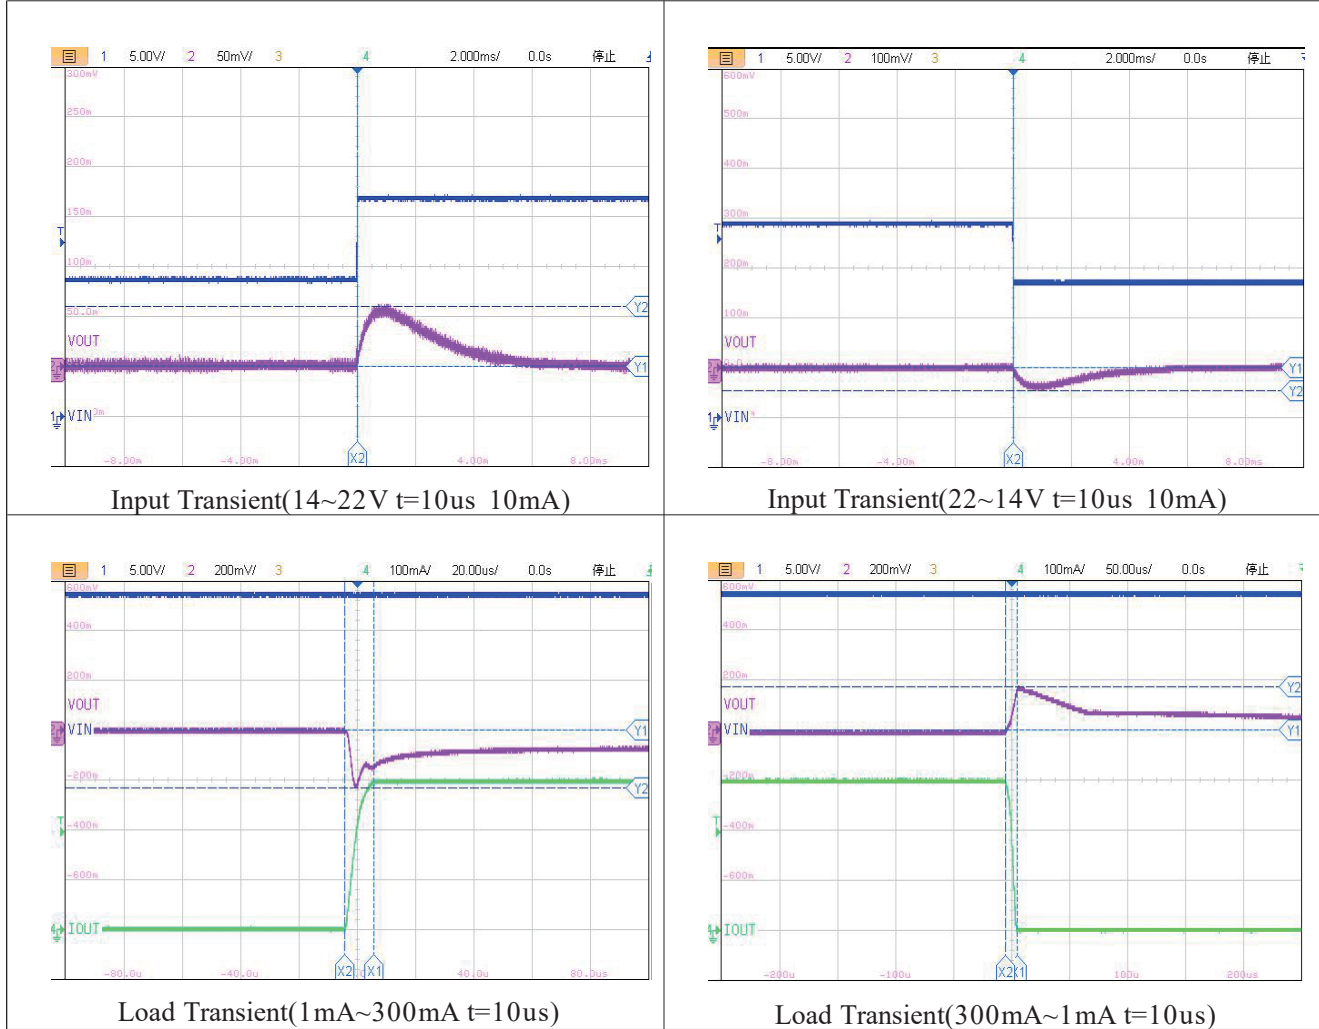 1 5.00V/ 2 50mV/ 3 4 2.000ms/ 0.0s 停止
300mV
250m
200m
150m
T
100m
Y2
50.0m
VOUT
2
Y1
1 VIN
X2
-8.00m -4.00m 4.00m 8.00ms
Input Transient(14~22V t=10us 10mA)
1 5.00V/ 2 100mV/ 3 4 2.000ms/ 0.0s 停止
600mV
500m
400m
300m
T
200m
100m
VOUT
2
Y1
Y2
1 VIN
X2
-8.00m -4.00m 4.00m 8.00ms
Input Transient(22~14V t=10us 10mA)
1 5.00V/ 2 200mV/ 3 4 100mA/ 20.00us/ 0.0s 停止
600mV
400m
200m
VOUT
2 VIN
Y1
-200m
Y2
T
-400m
-600m
4 IOUT
X2 X1
-80.0u -40.0u 40.0u 80.0us
Load Transient(1mA~300mA t=10us)
1 5.00V/ 2 200mV/ 3 4 100mA/ 50.00us/ 0.0s 停止
600mV
400m
200m
Y2
VOUT
2 VIN
Y1
-200m
T
-400m
-600m
4 IOUT
X2 X1
-200u -100u 100u 200us
Load Transient(300mA~1mA t=10us)